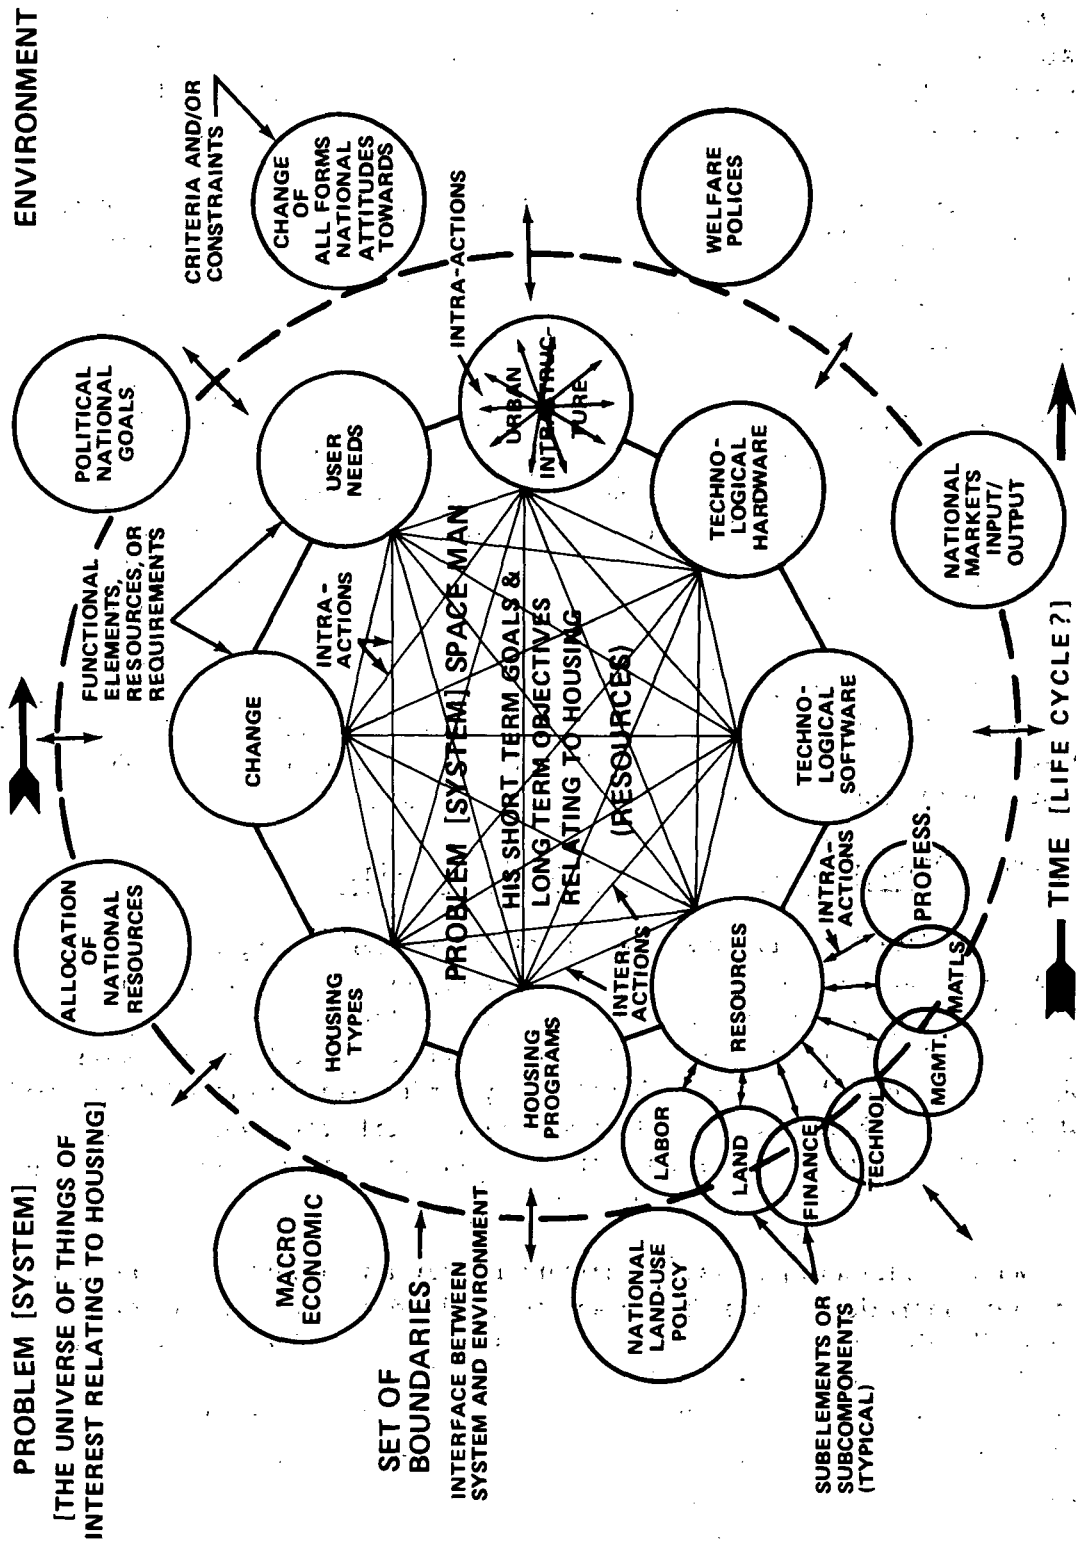 PROBLEM [SYSTEM]
[THE UNIVERSE OF THINGS OF
INTEREST RELATING TO HOUSING]
ENVIRONMENT
ALLOCATION
OF
NATIONAL
RESOURCES
POLITICAL
NATIONAL
GOALS
FUNCTIONAL
ELEMENTS,
RESOURCES, OR
REQUIREMENTS
CRITERIA AND/OR
CONSTRAINTS
CHANGE
OF
ALL FORMS
NATIONAL
ATTITUDES
TOWARDS
MACRO
ECONOMIC
HOUSING
TYPES
CHANGE
USER
NEEDS
INTRA-
ACTIONS
INTRA-ACTIONS
SET OF
BOUNDARIES
INTERFACE BETWEEN
SYSTEM AND ENVIRONMENT
PROBLEM [SYSTEM] SPACE MAN
HIS SHORT TERM GOALS &
LONG TERM OBJECTIVES
RELATING TO HOUSING
(RESOURCES)
HOUSING
PROGRAMS
URBAN
INTRASTRUC-
TURE
INTER-
ACTIONS
NATIONAL
LAND-USE
POLICY
LABOR
LAND
FINANCE
TECHNOL
MGMT.
MATLS.
PROFESS.
RESOURCES
INTRA-
ACTIONS
TECHNO-
LOGICAL
SOFTWARE
TECHNO-
LOGICAL
HARDWARE
WELFARE
POLICES
SUBELEMENTS OR
SUBCOMPONENTS
(TYPICAL)
NATIONAL
MARKETS
INPUT/
OUTPUT
TIME [LIFE CYCLE?]